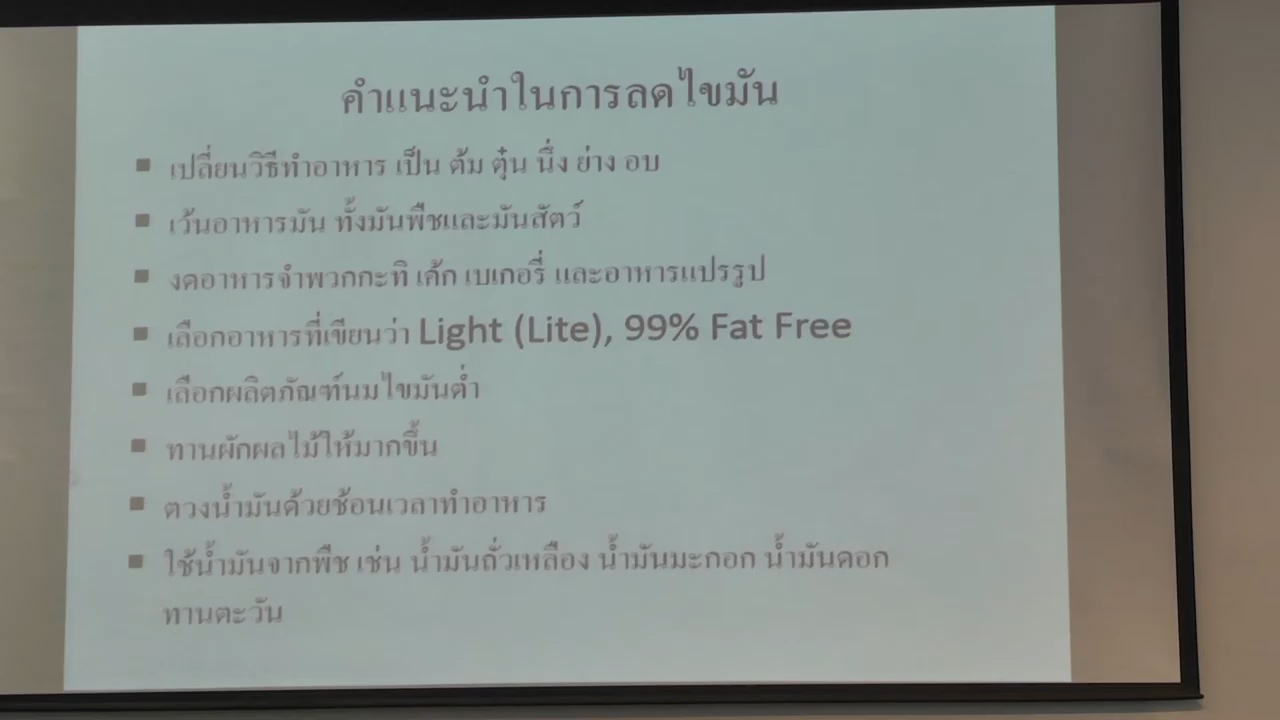 คำแนะนำในการลดไขมัน
▪ เปลี่ยนวิธีทำอาหาร เป็น ต้ม ตุ๋น นึ่ง ย่าง อบ
▪ เว้นอาหารมัน ทั้งมันพืชและมันสัตว์
▪ งดอาหารจำพวกกะทิ เค้ก เบเกอรี่ และอาหารแปรรูป
▪ เลือกอาหารที่เขียนว่า Light (Lite), 99% Fat Free
▪ เลือกผลิตภัณฑ์นมไขมันต่ำ
▪ ทานผักผลไม้ให้มากขึ้น
▪ ตวงน้ำมันด้วยช้อนเวลาทำอาหาร
▪ ใช้น้ำมันจากพืช เช่น น้ำมันถั่วเหลือง น้ำมันมะกอก น้ำมันดอก
ทานตะวัน